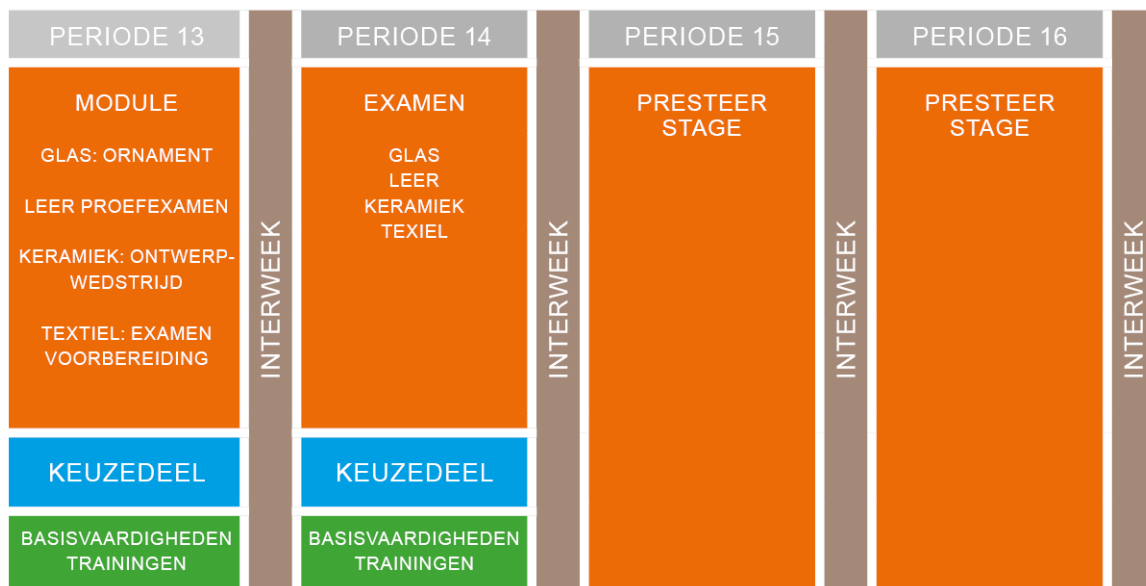 PERIODE 13
MODULE
GLAS: ORNAMENT
LEER PROEFEXAMEN
KERAMIEK: ONTWERP-
WEDSTRIJD
TEXTIEL: EXAMEN
VOORBEREIDING
KEUZEDEEL
BASISVAARDIGHEDEN
TRAININGEN
INTERWEEK
PERIODE 14
EXAMEN
GLAS
LEER
KERAMIEK
TEXIEL
KEUZEDEEL
BASISVAARDIGHEDEN
TRAININGEN
INTERWEEK
PERIODE 15
PRESTEER
STAGE
INTERWEEK
PERIODE 16
PRESTEER
STAGE
INTERWEEK